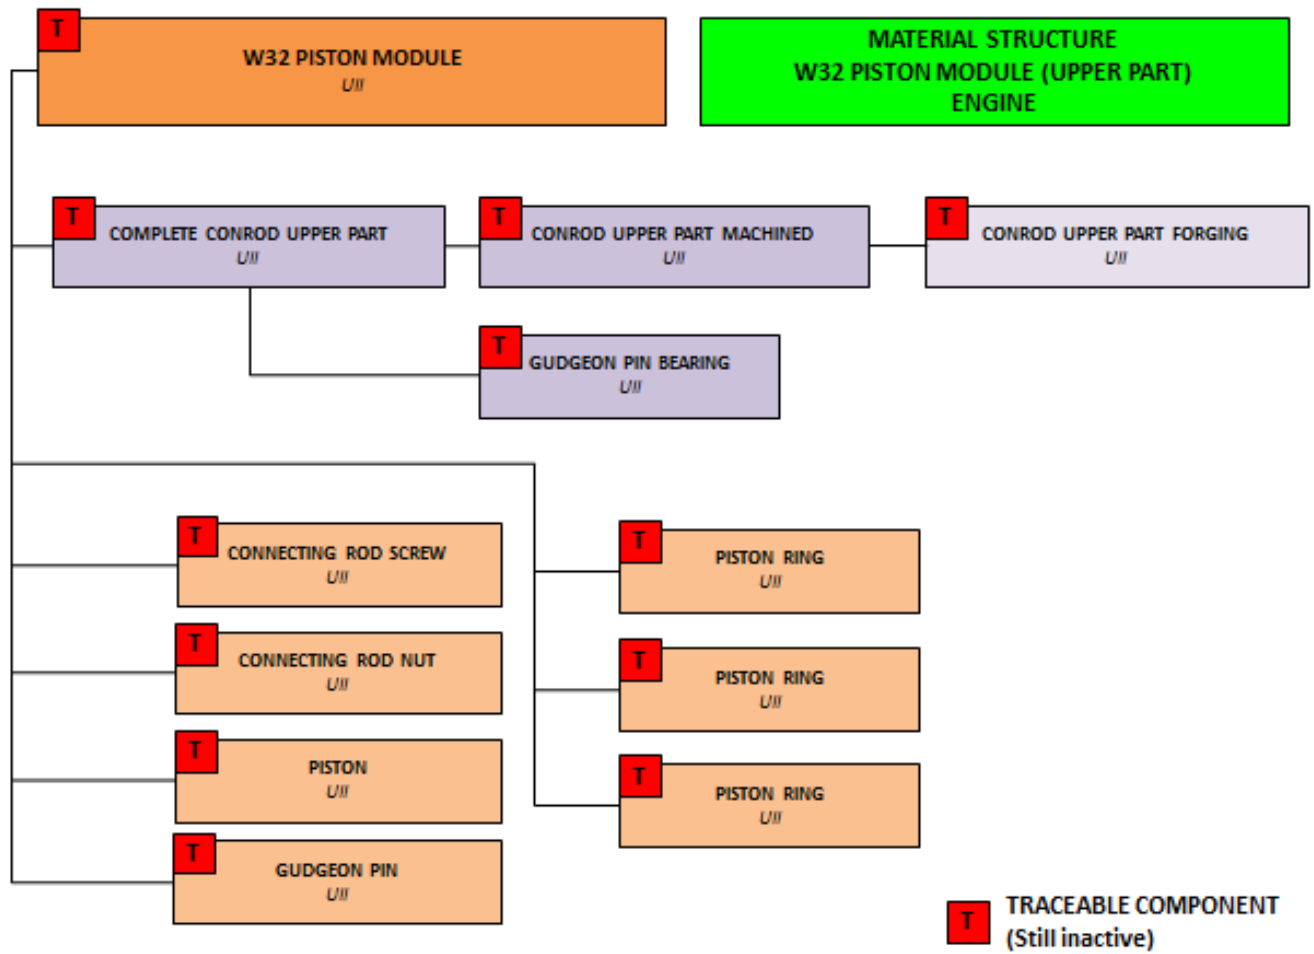 T
W32 PISTON MODULE
UII
MATERIAL STRUCTURE
W32 PISTON MODULE (UPPER PART)
ENGINE
T
COMPLETE CONROD UPPER PART
UII
T
CONROD UPPER PART MACHINED
UII
T
CONROD UPPER PART FORGING
UII
T
GUDGEON PIN BEARING
UII
T
CONNECTING ROD SCREW
UII
T
CONNECTING ROD NUT
UII
T
PISTON
UII
T
GUDGEON PIN
UII
T
PISTON RING
UII
T
PISTON RING
UII
T
PISTON RING
UII
T
TRACEABLE COMPONENT
(Still inactive)